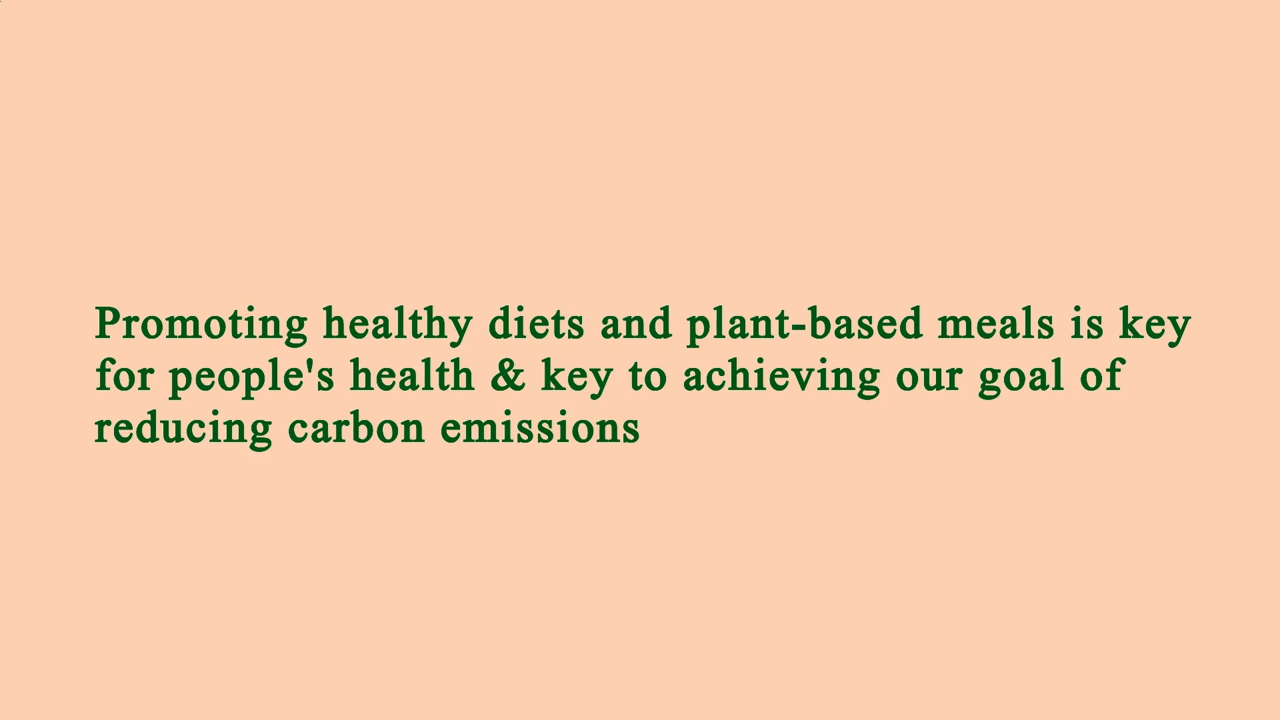 Promoting healthy diets and plant-based meals is key
for people's health & key to achieving our goal of
reducing carbon emissions